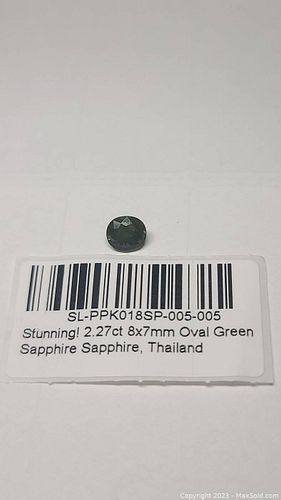 SL-PPK018SP-005-005
Stunning! 2.27ct 8x7mm Oval Green
Sapphire Sapphire, Thailand
Copyright 2023 - MaxSold.com